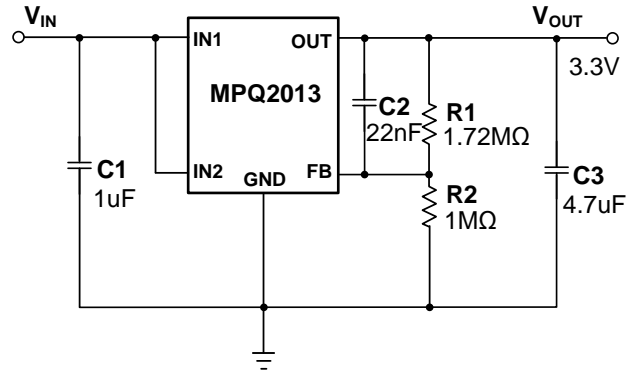 VIN
VOUT
IN1
OUT
3.3V
MPQ2013
C2
22nF
R1
1.72MΩ
C1
1uF
IN2
GND
FB
R2
1MΩ
C3
4.7uF